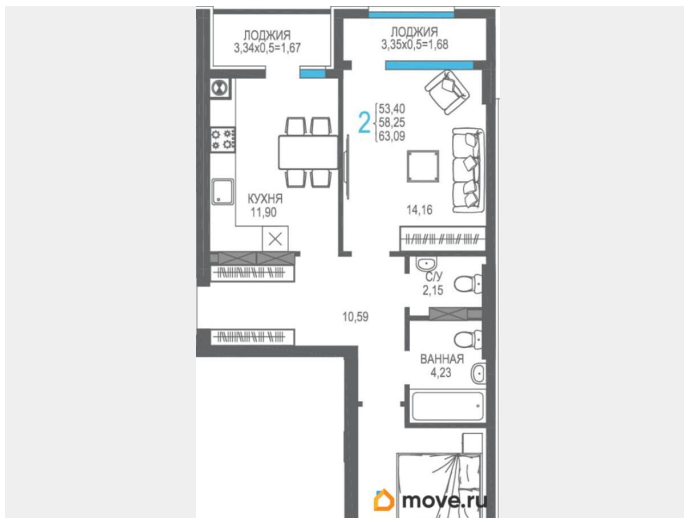 ЛОДЖИЯ
3,34x0,5=1,67
ЛОДЖИЯ
3,35x0,5=1,68
2
53,40
58,25
63,09
КУХНЯ
11,90
14,16
С/У
2,15
10,59
ВАННАЯ
4,23
move.ru